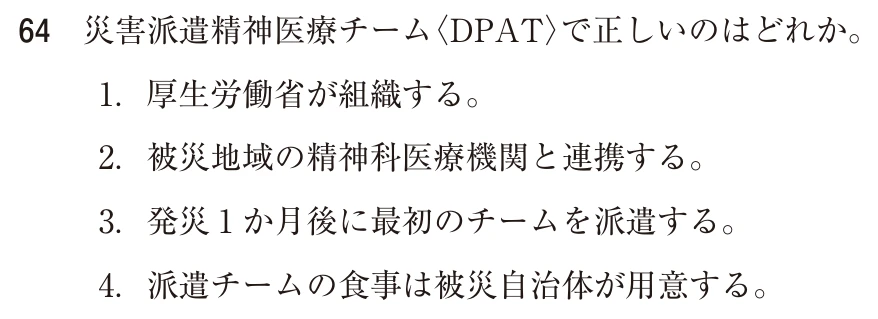 64 災害派遣精神医療チーム〈DPAT〉で正しいのはどれか。
1. 厚生労働省が組織する。
2. 被災地域の精神科医療機関と連携する。
3. 発災1か月後に最初のチームを派遣する。
4. 派遣チームの食事は被災自治体が用意する。